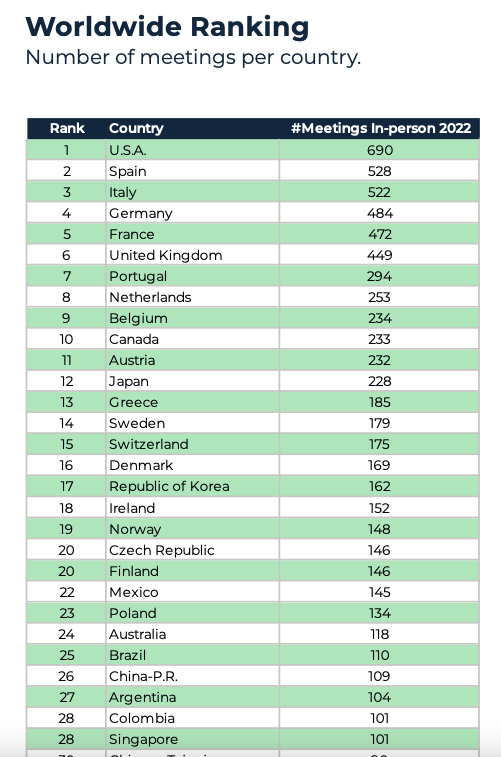 Worldwide Ranking
Number of meetings per country.
Rank Country #Meetings In-person 2022
1 U.S.A. 690
2 Spain 528
3 Italy 522
4 Germany 484
5 France 472
6 United Kingdom 449
7 Portugal 294
8 Netherlands 253
9 Belgium 234
10 Canada 233
11 Austria 232
12 Japan 228
13 Greece 185
14 Sweden 179
15 Switzerland 175
16 Denmark 169
17 Republic of Korea 162
18 Ireland 152
19 Norway 148
20 Czech Republic 146
20 Finland 146
22 Mexico 145
23 Poland 134
24 Australia 118
25 Brazil 110
26 China-P.R. 109
27 Argentina 104
28 Colombia 101
28 Singapore 101